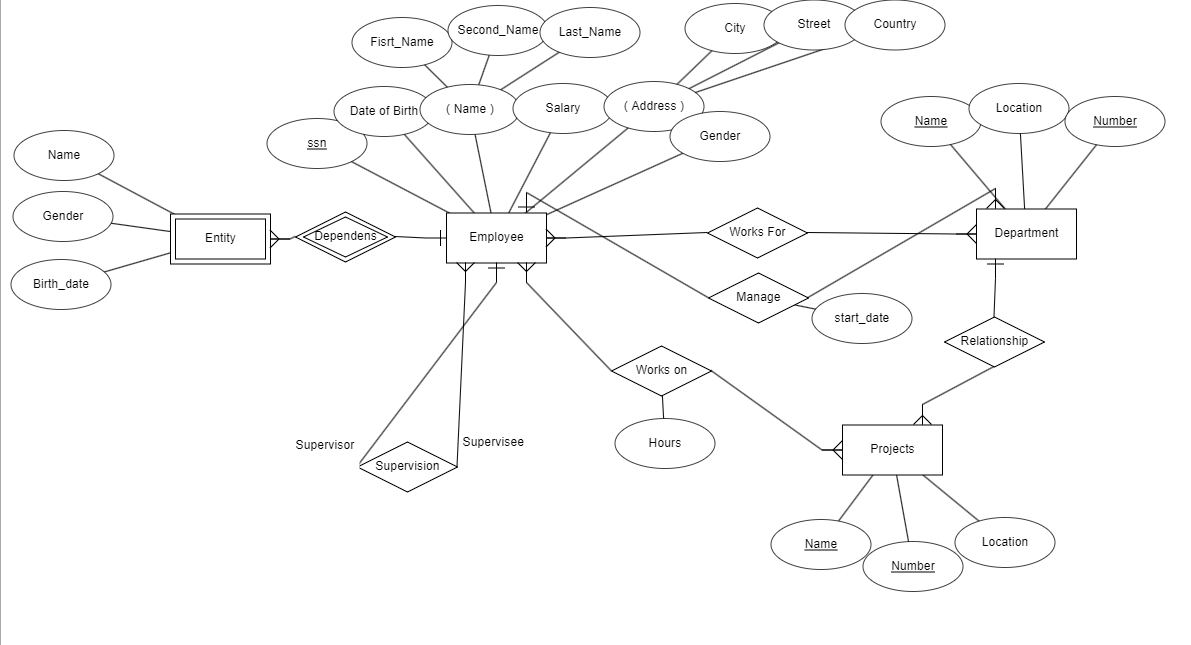 City
Street
Country
Fisrt_Name
Second_Name
Last_Name
Date of Birth
( Name )
Salary
( Address )
Gender
ssn
Name
Location
Number
Name
Gender
Birth_date
Entity
Dependens
Employee
Works For
Department
Manage
start_date
Relationship
Works on
Hours
Supervisor
Supervisee
Supervision
Projects
Name
Number
Location